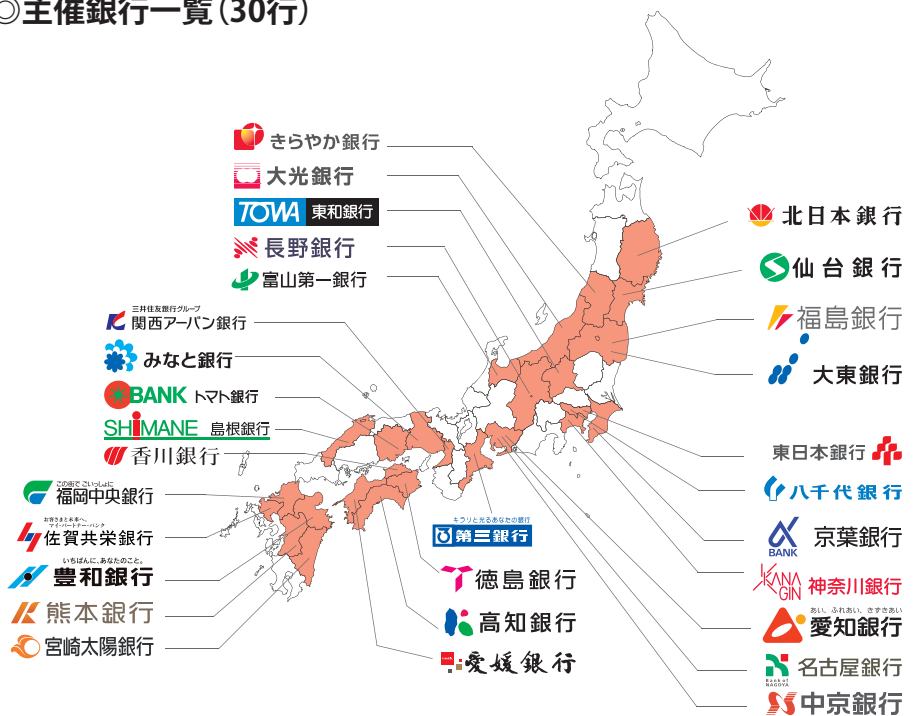 ◎主催銀行一覧（30行）
きらやか銀行
大光銀行
TOWA 東和銀行
長野銀行
富山第一銀行
三井住友銀行グループ
関西アーバン銀行
みなと銀行
BANK トマト銀行
SHIMANE 島根銀行
香川銀行
この街で ごいっしょに
福岡中央銀行
お客さまと未来へ。
マイ・パートナーバンク
佐賀共栄銀行
いちばんに、あなたのこと。
豊和銀行
熊本銀行
宮崎太陽銀行
キラリと光るあなたの銀行
第三銀行
徳島銀行
高知銀行
愛媛銀行
北日本銀行
仙台銀行
福島銀行
大東銀行
東日本銀行
八千代銀行
BANK 京葉銀行
KANAGIN 神奈川銀行
あい、ふれあい、きずきあい
愛知銀行
Bank of NAGOYA 名古屋銀行
中京銀行